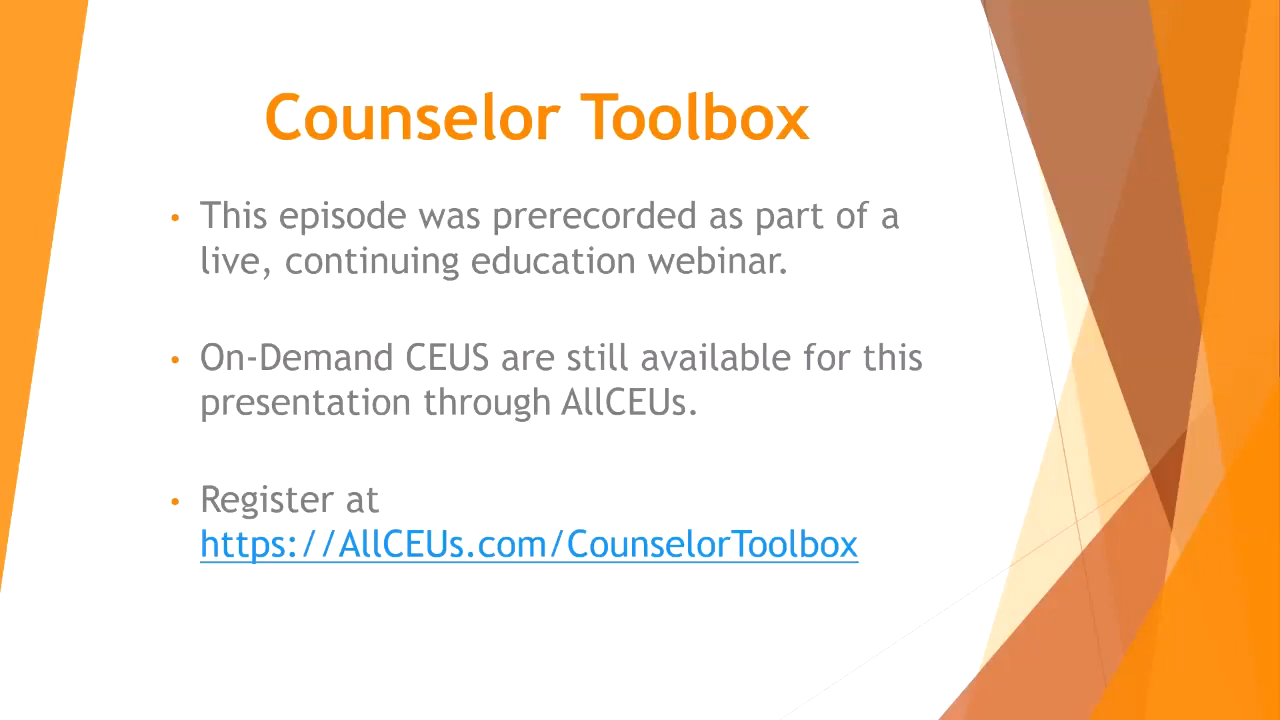 Counselor Toolbox
• This episode was prerecorded as part of a
live, continuing education webinar.
• On-Demand CEUS are still available for this
presentation through AllCEUs.
• Register at
https://AllCEUs.com/CounselorToolbox